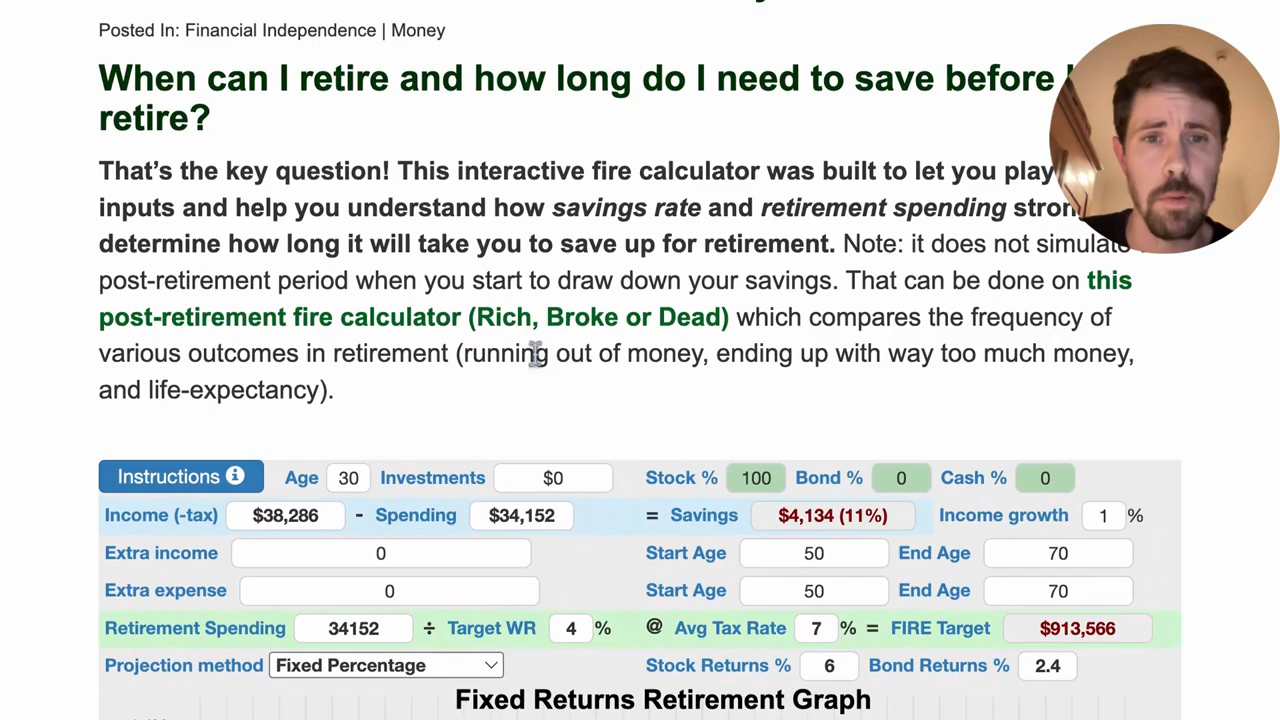 Posted In: Financial Independence | Money
When can I retire and how long do I need to save before
retire?
That's the key question! This interactive fire calculator was built to let you play
inputs and help you understand how savings rate and retirement spending
determine how long it will take you to save up for retirement. Note: it does not simulate
post-retirement period when you start to draw down your savings. That can be done on this
post-retirement fire calculator (Rich, Broke or Dead) which compares the frequency of
various outcomes in retirement (running out of money, ending up with way too much money,
and life-expectancy).
Instructions Age 30 Investments $0 Stock % 100 Bond % 0 Cash % 0
Income (-tax) $38,286 - Spending $34,152 = Savings $4,134 (11%) Income growth 1 %
Extra income 0 Start Age 50 End Age 70
Extra expense 0 Start Age 50 End Age 70
Retirement Spending 34152 ÷ Target WR 4 % @ Avg Tax Rate 7 % = FIRE Target $913,566
Projection method Fixed Percentage Stock Returns % 6 Bond Returns % 2.4
Fixed Returns Retirement Graph